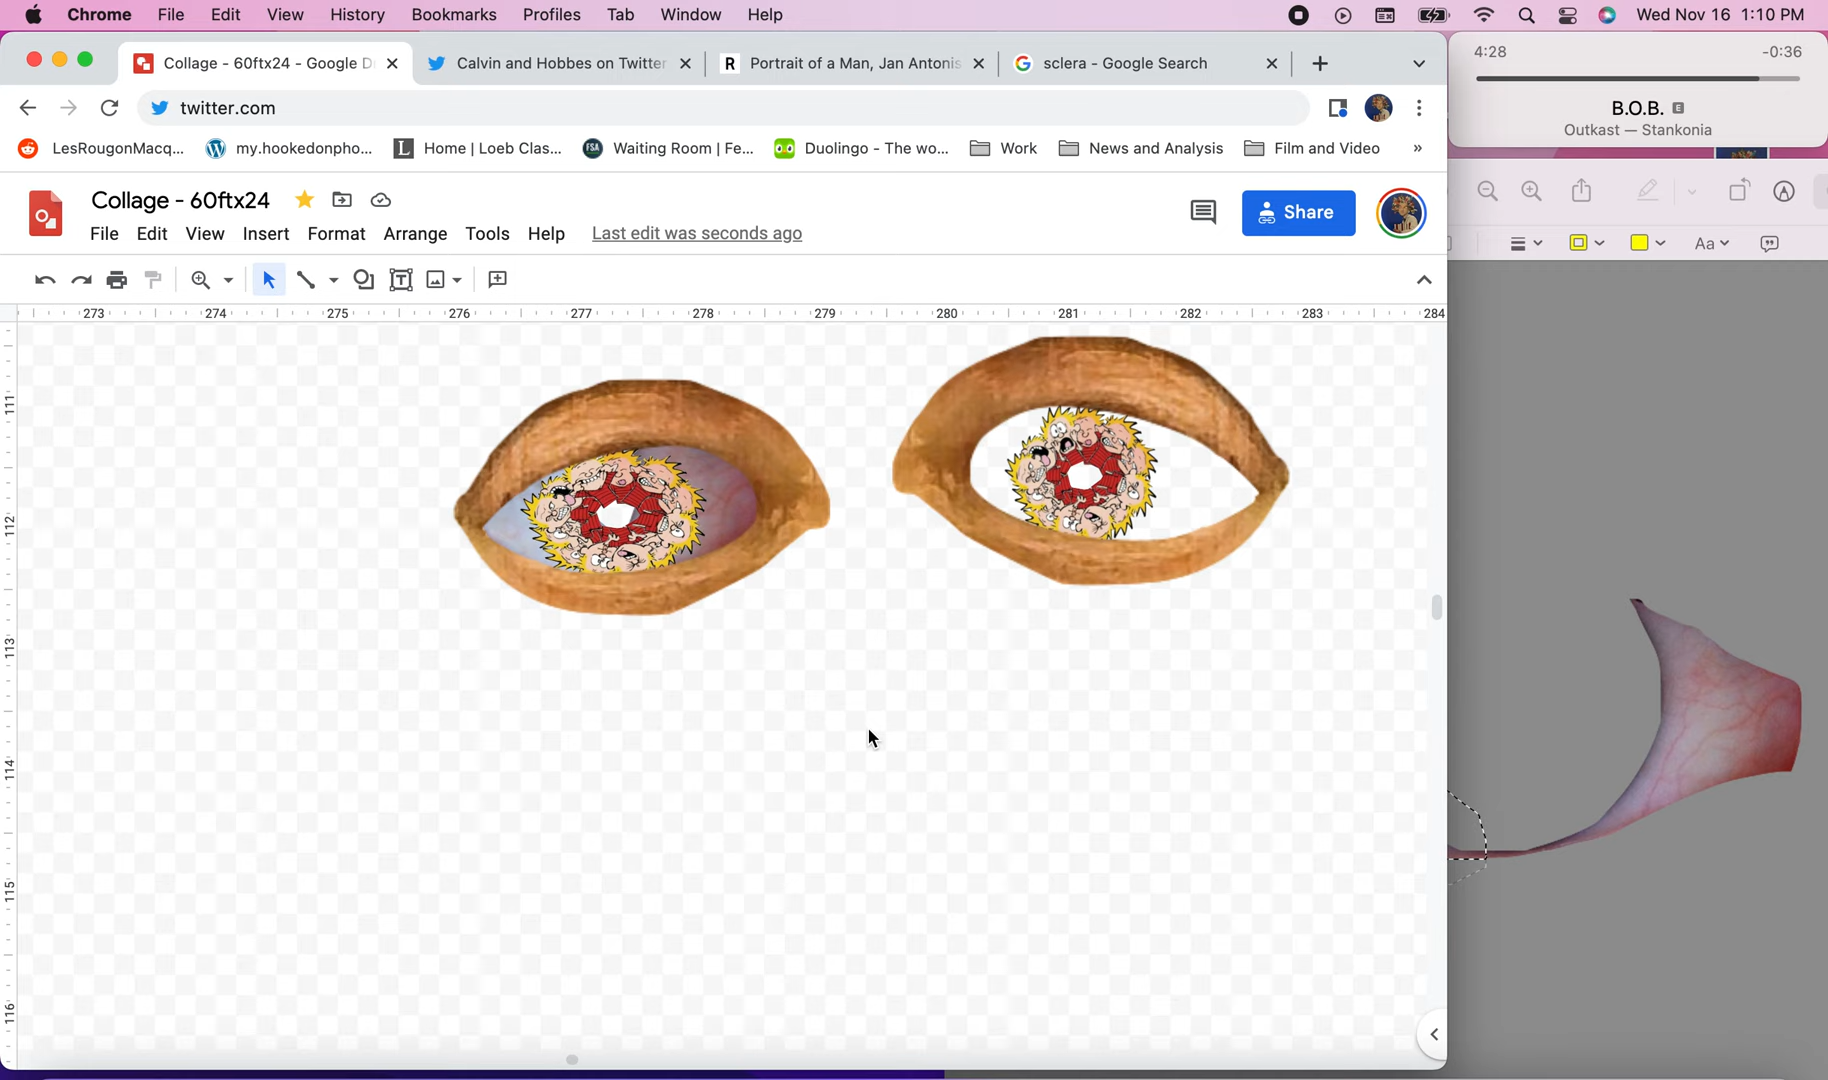 Chrome File Edit View History Bookmarks Profiles Tab Window Help Wed Nov 16 1:10 PM
Collage - 60ftx24 - Google D Calvin and Hobbes on Twitter Portrait of a Man, Jan Antonis sclera - Google Search
4:28 -0:36
twitter.com
B.O.B. E
Outkast — Stankonia
LesRougonMacq... my.hookedonpho... Home | Loeb Clas... FSA Waiting Room | Fe... Duolingo - The wo... Work News and Analysis Film and Video »
Collage - 60ftx24
Share
File Edit View Insert Format Arrange Tools Help Last edit was seconds ago
Aa
273 274 275 276 277 278 279 280 281 282 283 284
111
112
113
114
115
116